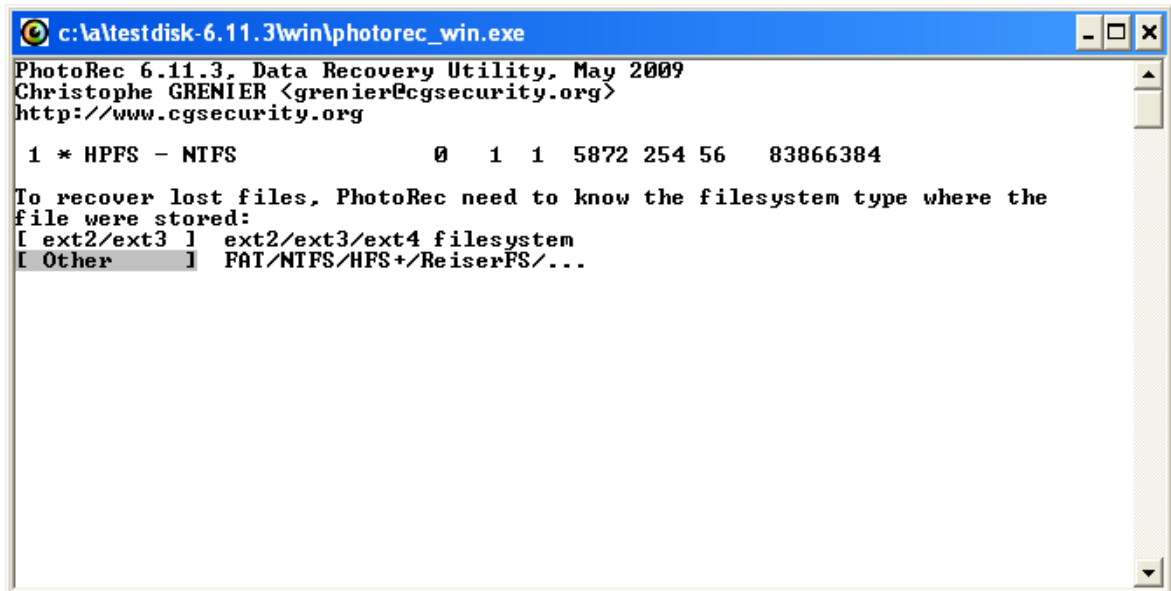 c:\a\testdisk-6.11.3\win\photorec_win.exe
PhotoRec 6.11.3, Data Recovery Utility, May 2009
Christophe GRENIER <grenier@cgsecurity.org>
http://www.cgsecurity.org
1 * HPFS - NTFS 0 1 1 5872 254 56 83866384
To recover lost files, PhotoRec need to know the filesystem type where the
file were stored:
[ ext2/ext3 ] ext2/ext3/ext4 filesystem
[ Other ] FAT/NTFS/HFS+/ReiserFS/...